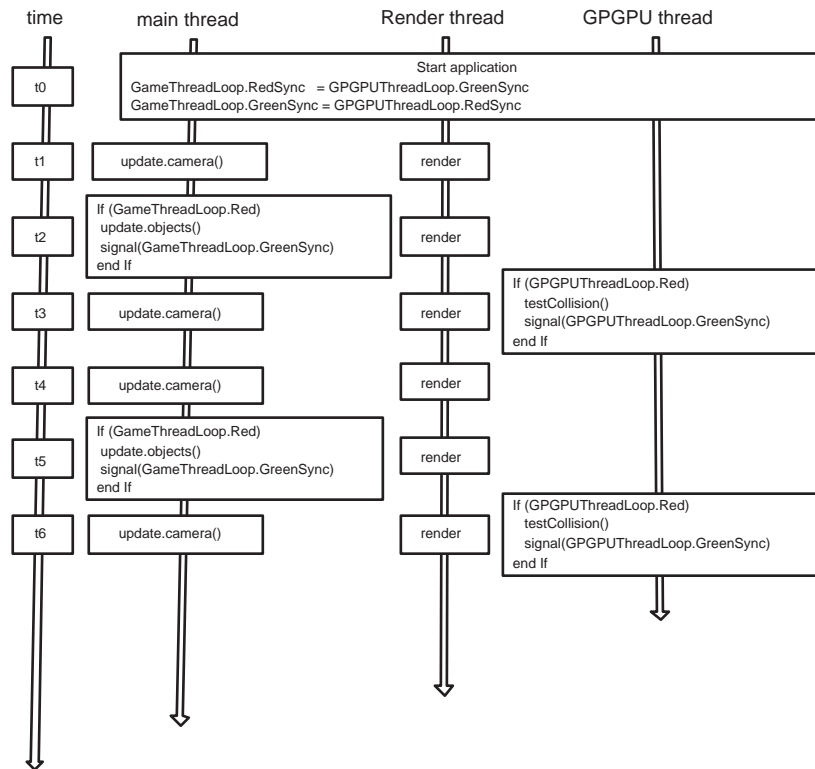 time
main thread
Render thread
GPGPU thread
t0
Start application
GameThreadLoop.RedSync = GPGPUThreadLoop.GreenSync
GameThreadLoop.GreenSync = GPGPUThreadLoop.RedSync
t1
update.camera()
render
t2
If (GameThreadLoop.Red)
update.objects()
signal(GameThreadLoop.GreenSync)
end If
render
t3
update.camera()
render
If (GPGPUThreadLoop.Red)
testCollision()
signal(GPGPUThreadLoop.GreenSync)
end If
t4
update.camera()
render
t5
If (GameThreadLoop.Red)
update.objects()
signal(GameThreadLoop.GreenSync)
end If
render
t6
update.camera()
render
If (GPGPUThreadLoop.Red)
testCollision()
signal(GPGPUThreadLoop.GreenSync)
end If